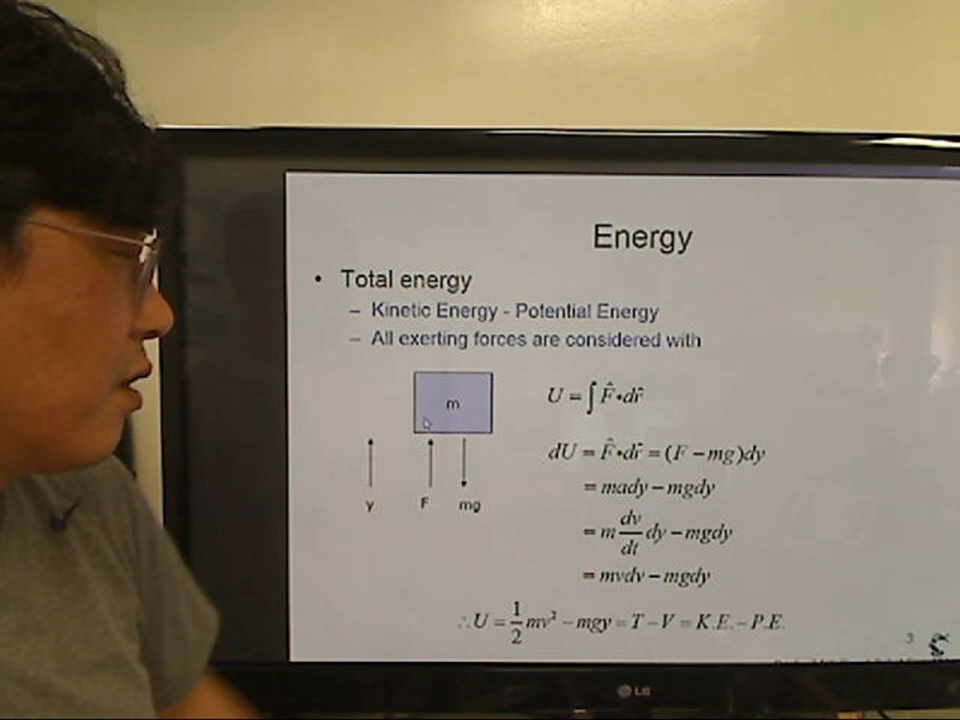 Energy
• Total energy
– Kinetic Energy - Potential Energy
– All exerting forces are considered with
m
y F mg
U = ∫ F̂•dr̂
dU = F̂•dr̂ = (F − mg)dy
= mady − mgdy
= m dv/dt dy − mgdy
= mvdv − mgdy
∴U = 1/2 mv² − mgy = T − V = K.E. − P.E.
3
LG